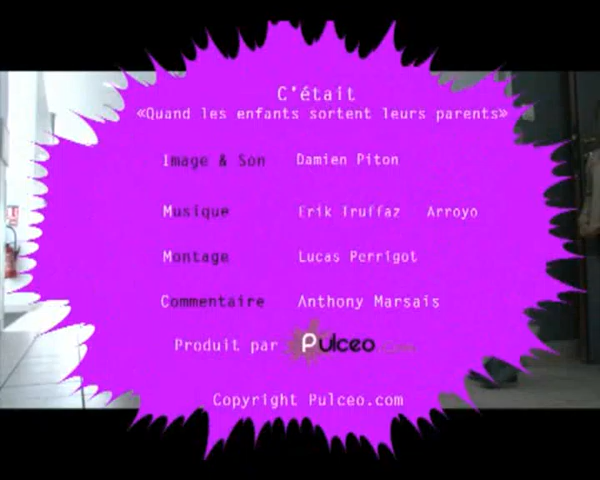 C'était
«Quand les enfants sortent leurs parents»
Image & Son Damien Piton
Musique Erik Truffaz Arroyo
Montage Lucas Perrigot
Commentaire Anthony Marsais
Produit par Pulceo
Copyright Pulceo.com